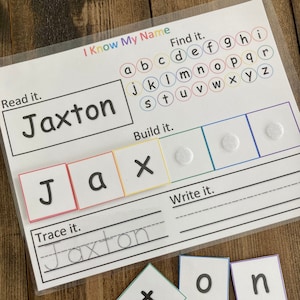 I Know My Name
Find it.
a b c d e f g h i
j k l m n o p q r
s t u v w x y z
Read it.
Jaxton
Build it.
J a x
Trace it.
Jaxton
Write it.
t o n